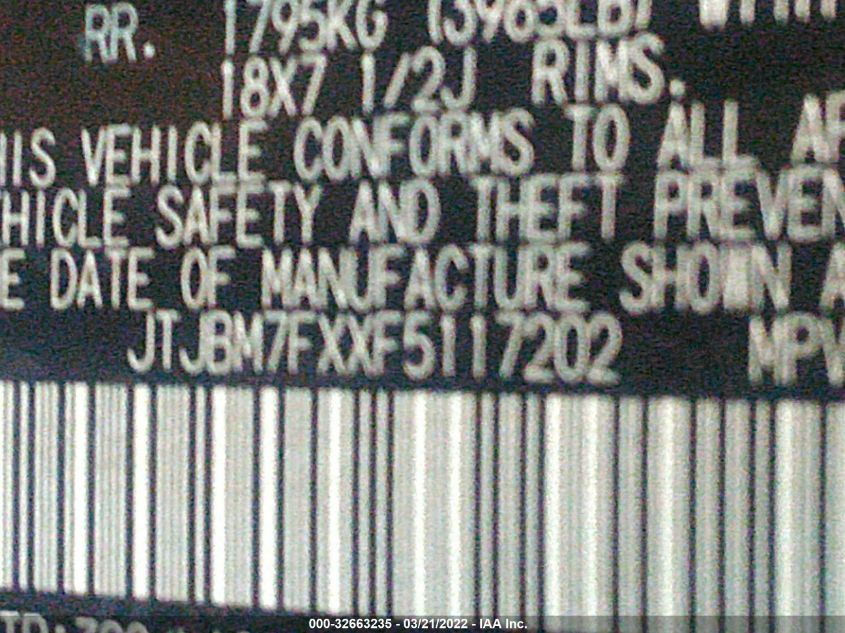 RR. 1795KG (3965LB) WITH
18X7 1/2J RIMS.
HIS VEHICLE CONFORMS TO ALL AP
HICLE SAFETY AND THEFT PREVEN
E DATE OF MANUFACTURE SHOWN A
JTJBM7FXXF5117202 MPV
000-32663235 - 03/21/2022 - IAA Inc.